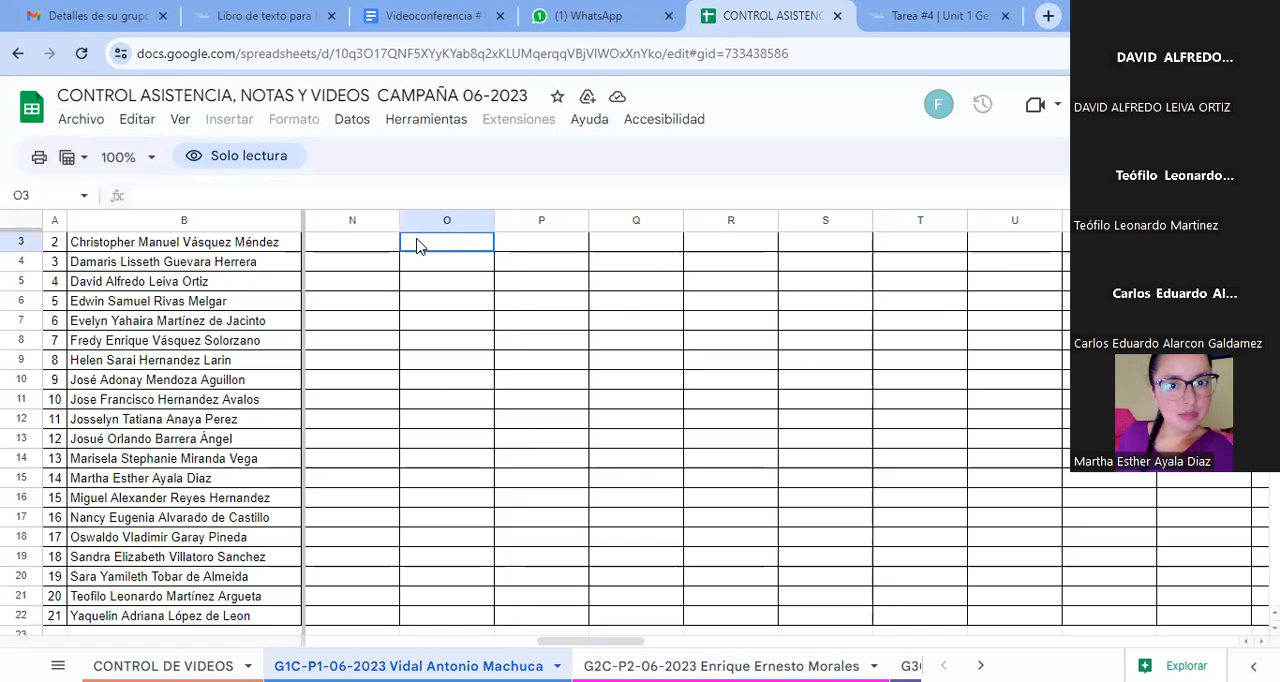 Detalles de su grupo
Libro de texto para
Videoconferencia #
(1) WhatsApp
CONTROL ASISTENC
Tarea #4 | Unit 1 Ge
docs.google.com/spreadsheets/d/10q3O17QNF5XYyKYab8q2xKLUMqerqqVBjVIWOxXnYko/edit#gid=733438586
CONTROL ASISTENCIA, NOTAS Y VIDEOS CAMPAÑA 06-2023
Archivo Editar Ver Insertar Formato Datos Herramientas Extensiones Ayuda Accesibilidad
F
100% Solo lectura
O3 fx
A B N O P Q R S T U
3 2 Christopher Manuel Vásquez Méndez
4 3 Damaris Lisseth Guevara Herrera
5 4 David Alfredo Leiva Ortiz
6 5 Edwin Samuel Rivas Melgar
7 6 Evelyn Yahaira Martínez de Jacinto
8 7 Fredy Enrique Vásquez Solorzano
9 8 Helen Sarai Hernandez Larin
10 9 José Adonay Mendoza Aguillon
11 10 Jose Francisco Hernandez Avalos
12 11 Josselyn Tatiana Anaya Perez
13 12 Josué Orlando Barrera Ángel
14 13 Marisela Stephanie Miranda Vega
15 14 Martha Esther Ayala Diaz
16 15 Miguel Alexander Reyes Hernandez
17 16 Nancy Eugenia Alvarado de Castillo
18 17 Oswaldo Vladimir Garay Pineda
19 18 Sandra Elizabeth Villatoro Sanchez
20 19 Sara Yamileth Tobar de Almeida
21 20 Teofilo Leonardo Martínez Argueta
22 21 Yaquelin Adriana López de Leon
23
CONTROL DE VIDEOS G1C-P1-06-2023 Vidal Antonio Machuca G2C-P2-06-2023 Enrique Ernesto Morales Explorar
DAVID ALFREDO...
DAVID ALFREDO LEIVA ORTIZ
Teófilo Leonardo...
Teófilo Leonardo Martinez
Carlos Eduardo Al...
Carlos Eduardo Alarcon Galdamez
Martha Esther Ayala Diaz